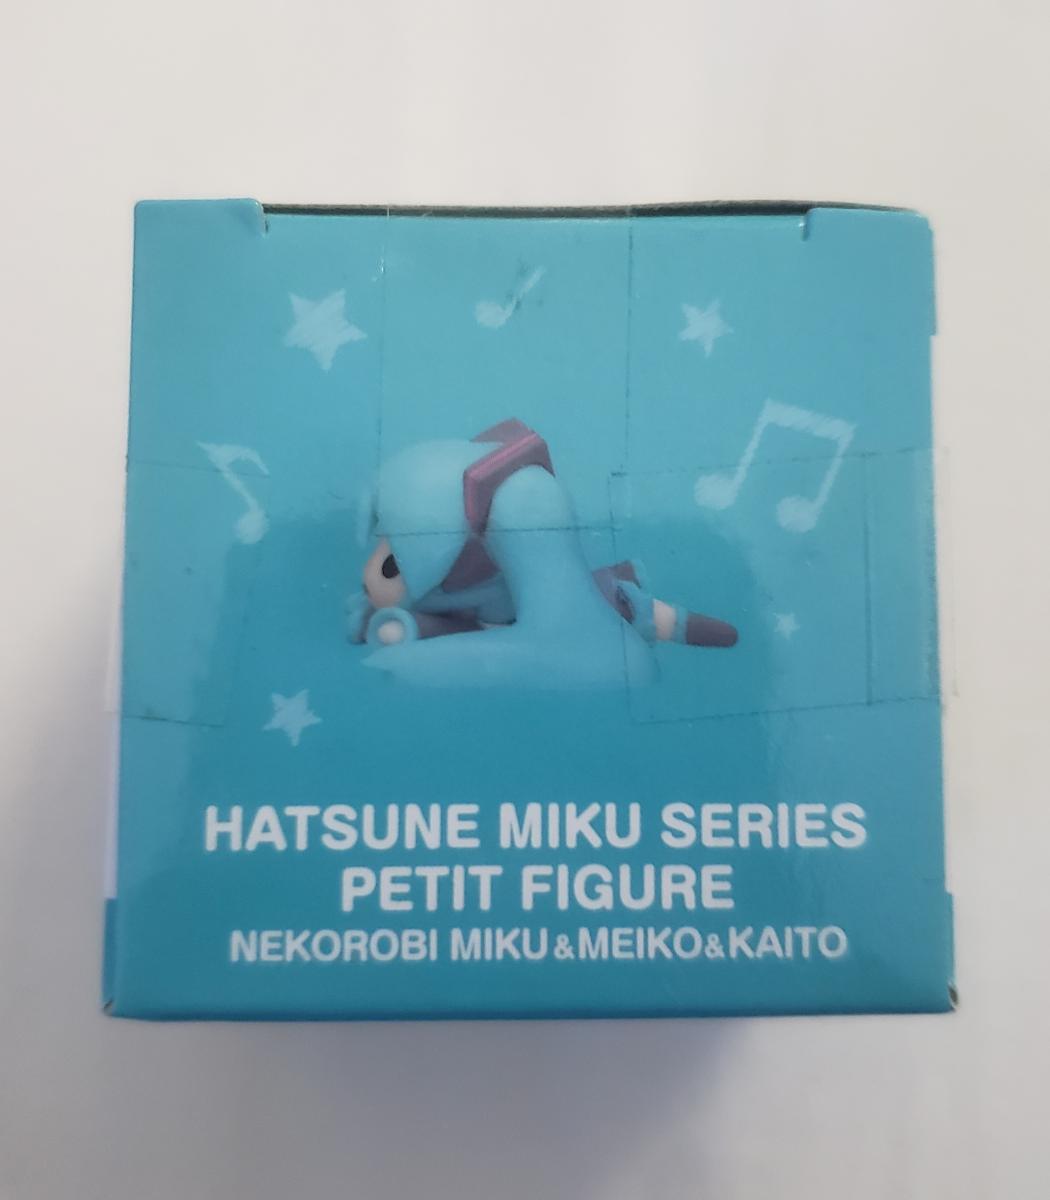 HATSUNE MIKU SERIES
PETIT FIGURE
NEKOROBI MIKU&MEIKO&KAITO